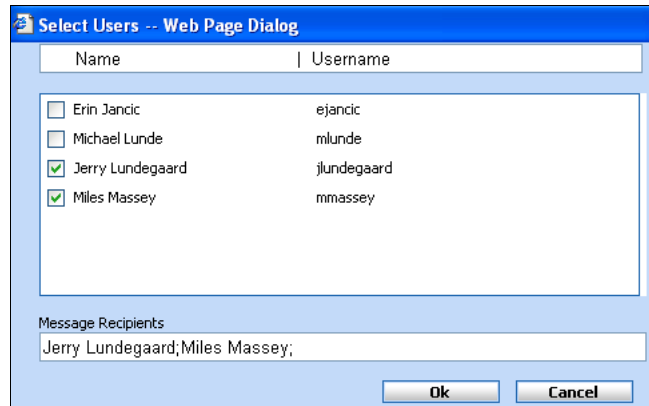 Select Users -- Web Page Dialog
Name | Username
Erin Jancic ejancic
Michael Lunde mlunde
Jerry Lundegaard jlundegaard
Miles Massey mmassey
Message Recipients
Jerry Lundegaard;Miles Massey;
Ok Cancel